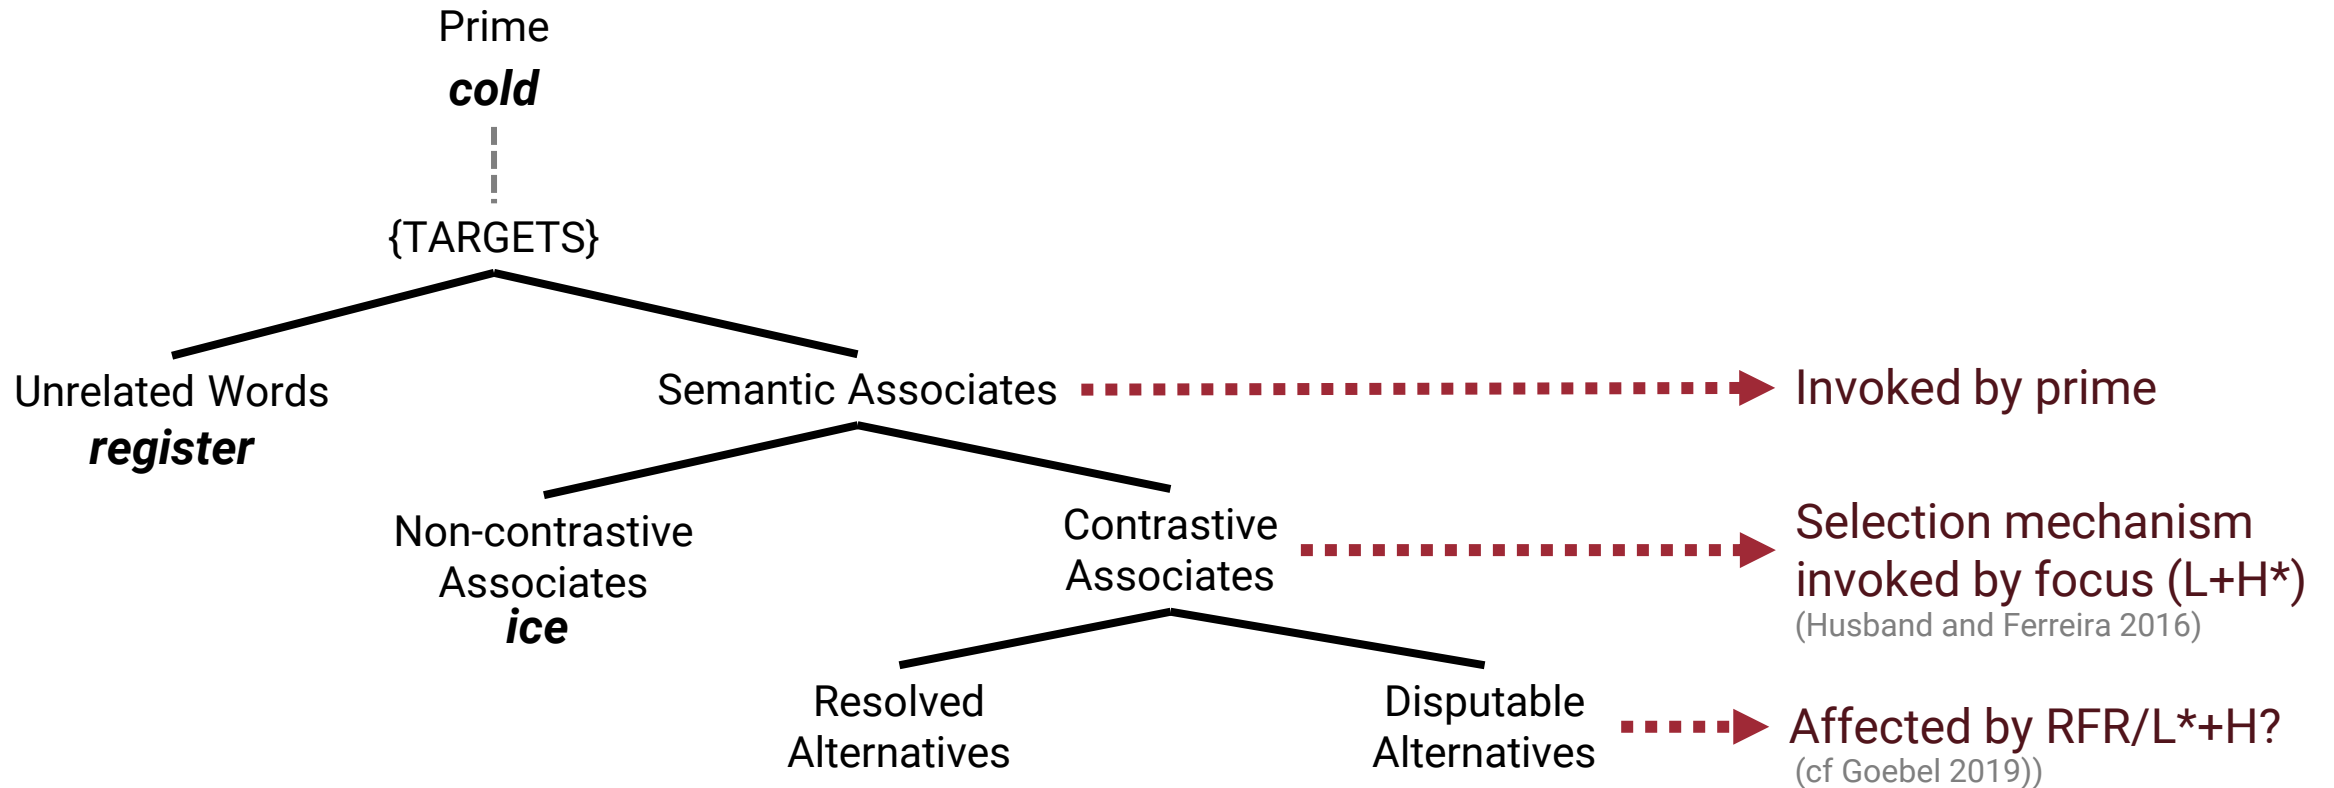 Prime
cold
{TARGETS}
Unrelated Words
register
Semantic Associates
Invoked by prime
Non-contrastive
Associates
ice
Contrastive
Associates
Selection mechanism
invoked by focus (L+H*)
(Husband and Ferreira 2016)
Resolved
Alternatives
Disputable
Alternatives
Affected by RFR/L*+H?
(cf Goebel 2019))